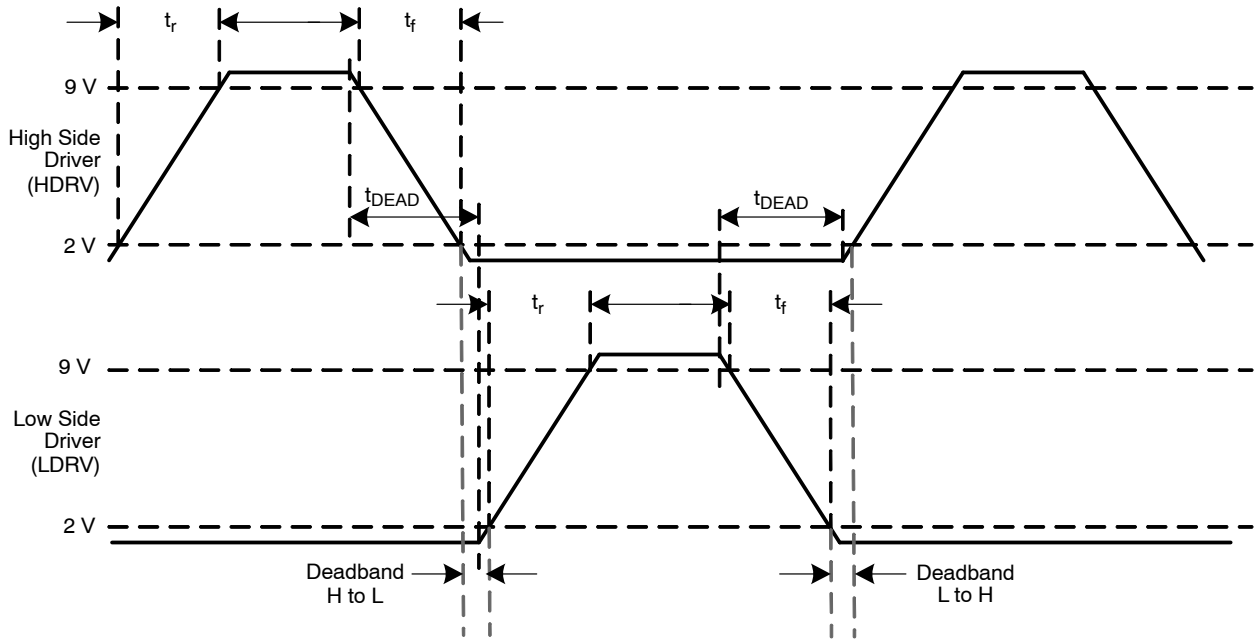 t_r
t_f
9 V
High Side
Driver
(HDRV)
t_DEAD
t_DEAD
2 V
t_r
t_f
9 V
Low Side
Driver
(LDRV)
2 V
Deadband
H to L
Deadband
L to H